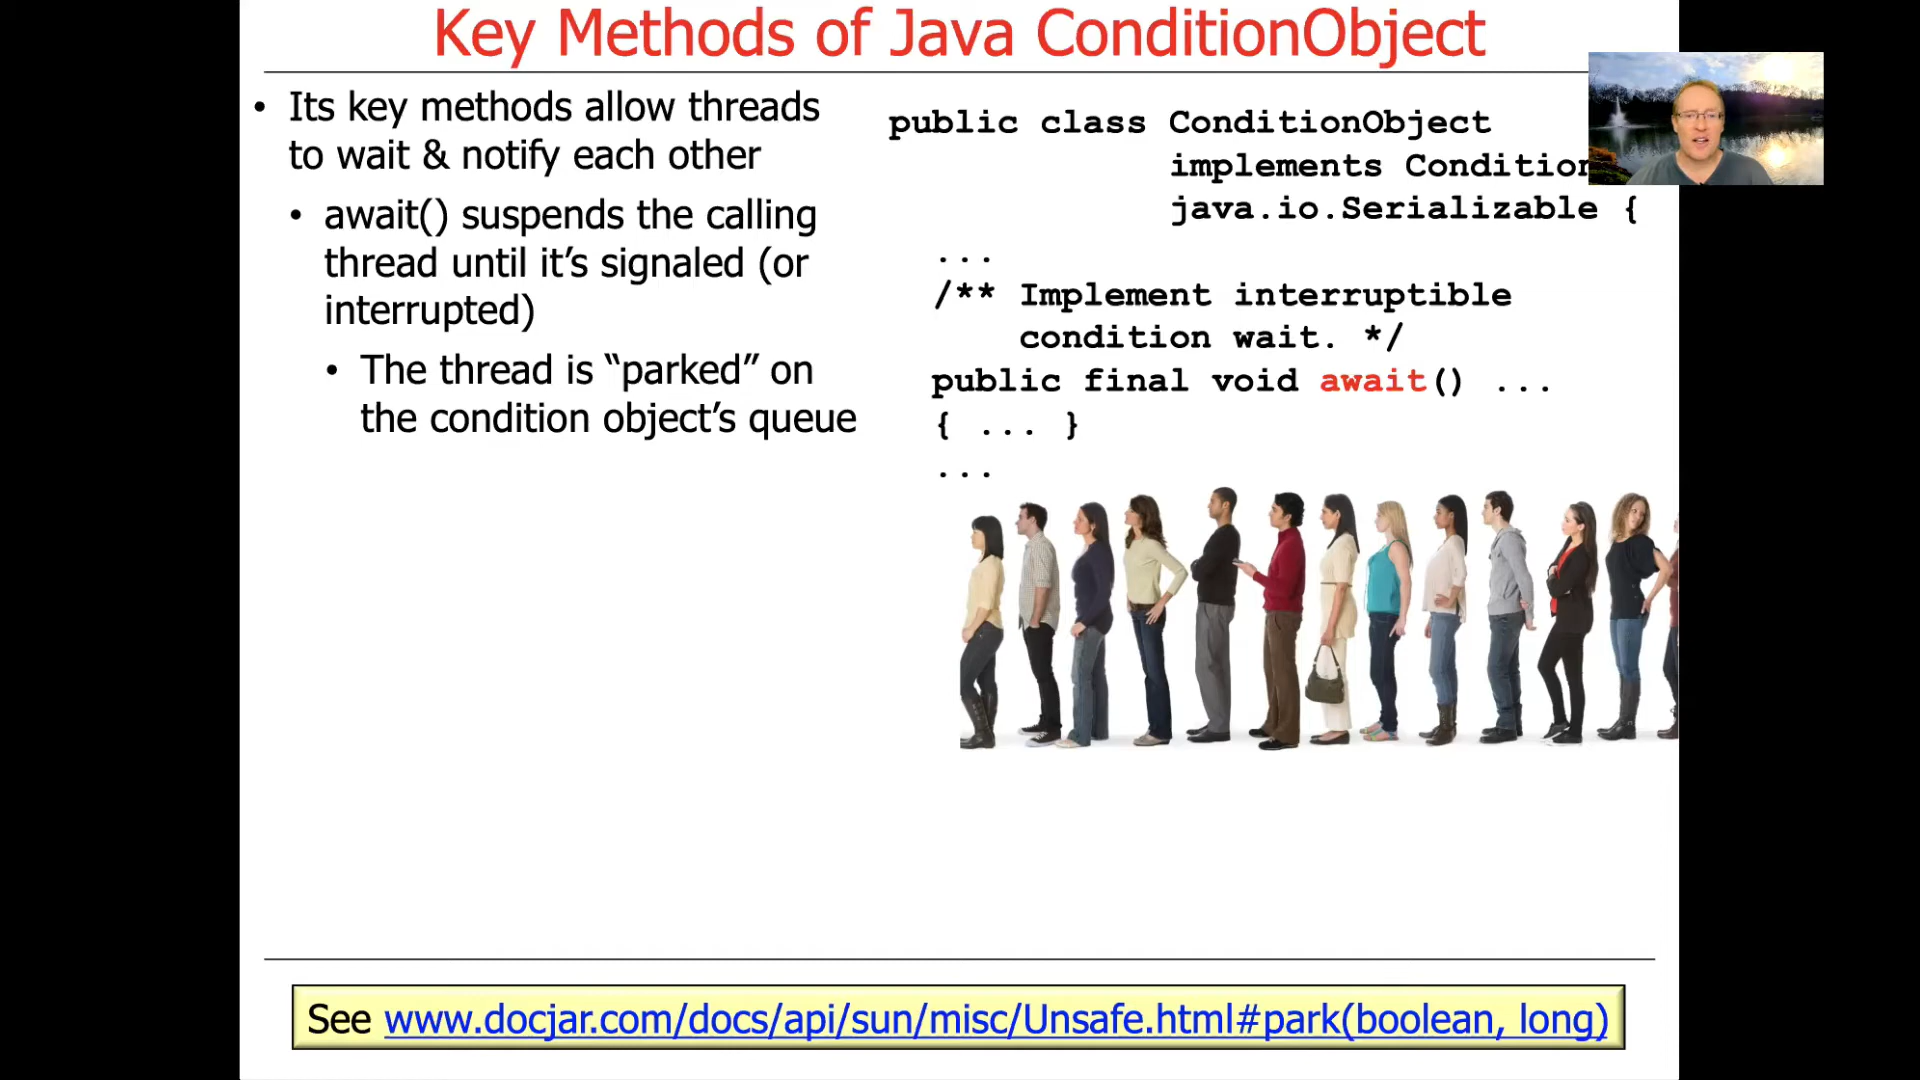 Key Methods of Java ConditionObject
• Its key methods allow threads
to wait & notify each other
• await() suspends the calling
thread until it’s signaled (or
interrupted)
• The thread is “parked” on
the condition object’s queue
public class ConditionObject
implements Condition
java.io.Serializable {
...
/** Implement interruptible
condition wait. */
public final void await() ...
{ ... }
...
See www.docjar.com/docs/api/sun/misc/Unsafe.html#park(boolean, long)